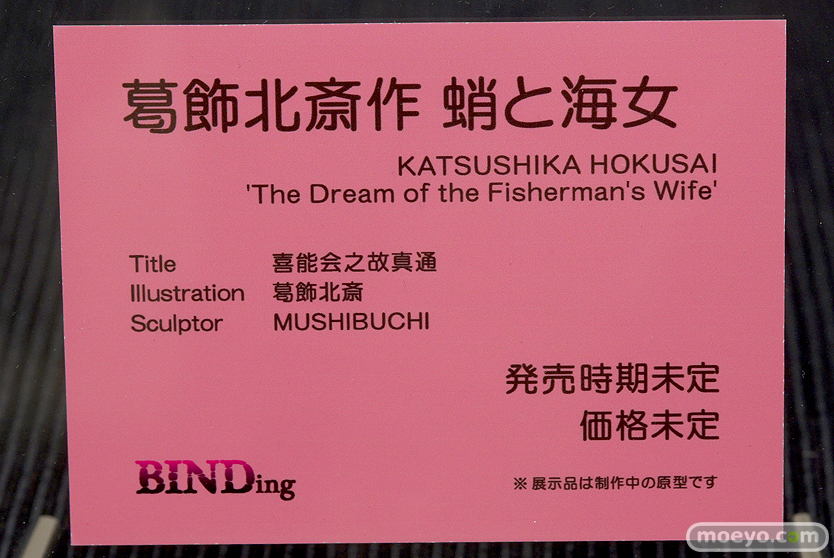 葛飾北斎作 蛸と海女
KATSUSHIKA HOKUSAI
'The Dream of the Fisherman's Wife'
Title 喜能会之故真通
Illustration 葛飾北斎
Sculptor MUSHIBUCHI
発売時期未定
価格未定
BINDing
※展示品は制作中の原型です
moeyo.com